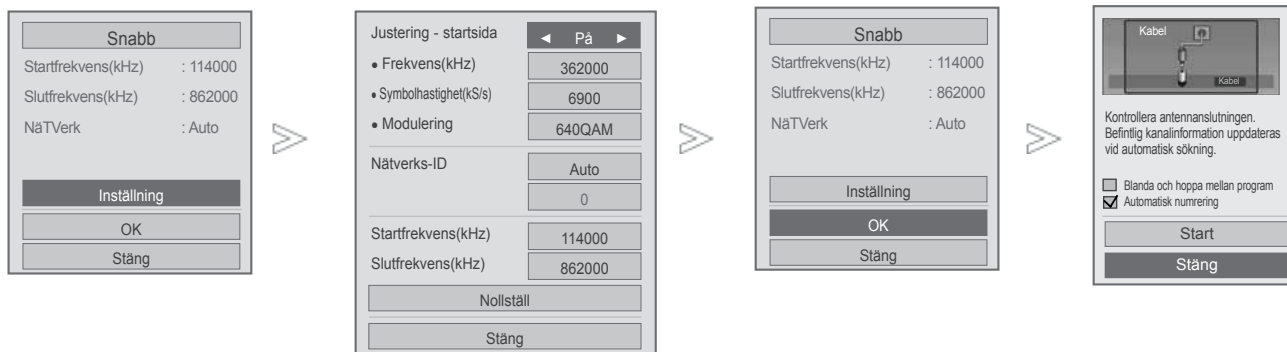 Snabb
Startfrekvens(kHz) : 114000
Slutfrekvens(kHz) : 862000
NäTVerk : Auto
Inställning
OK
Stäng
Justering - startsida ◄ På ►
• Frekvens(kHz) 362000
• Symbolhastighet(kS/s) 6900
• Modulering 640QAM
Nätverks-ID Auto
0
Startfrekvens(kHz) 114000
Slutfrekvens(kHz) 862000
Nollställ
Stäng
Snabb
Startfrekvens(kHz) : 114000
Slutfrekvens(kHz) : 862000
NäTVerk : Auto
Inställning
OK
Stäng
Kabel
Kabel
Kontrollera antennanslutningen.
Befintlig kanalinformation uppdateras
vid automatisk sökning.
Blanda och hoppa mellan program
Automatisk numrering
Start
Stäng